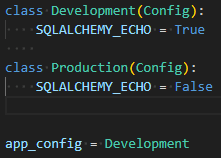 class Development(Config):
    SQLALCHEMY_ECHO = True
class Production(Config):
    SQLALCHEMY_ECHO = False
app_config = Development